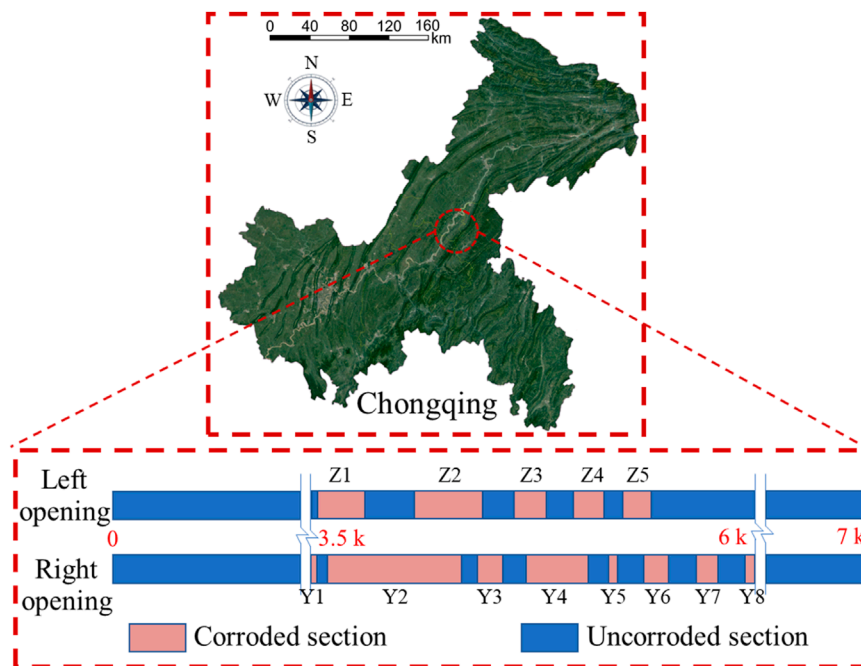 0 40 80 120 160
km
N
W E
S
Chongqing
Z1 Z2 Z3 Z4 Z5
Left
opening
0 3.5 k 6 k 7 k
Right
opening
Y1 Y2 Y3 Y4 Y5 Y6 Y7 Y8
Corroded section Uncorroded section